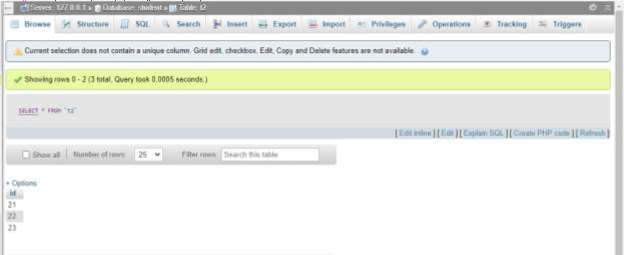 Server: 127.0.0.1 » Database: student » Table: t2
Browse Structure SQL Search Insert Export Import Privileges Operations Tracking Triggers
Current selection does not contain a unique column. Grid edit, checkbox, Edit, Copy and Delete features are not available.
Showing rows 0 - 2 (3 total, Query took 0.0005 seconds.)
SELECT * FROM `t2`
[ Edit inline ] [ Edit ] [ Explain SQL ] [ Create PHP code ] [ Refresh ]
Show all Number of rows: 25 Filter rows: Search this table
+ Options
id
21
22
23